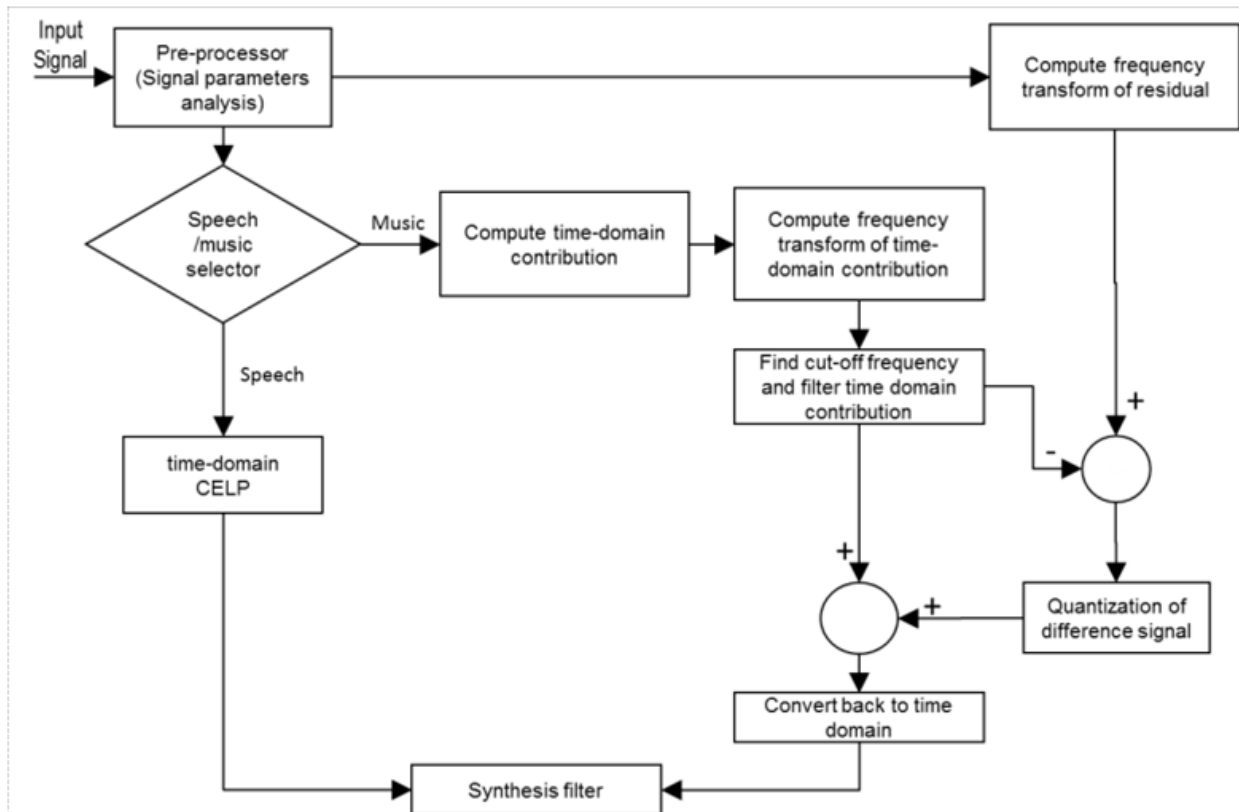 Input
Signal
Pre-processor
(Signal parameters
analysis)
Compute frequency
transform of residual
Speech
/music
selector
Music
Compute time-domain
contribution
Compute frequency
transform of time-
domain contribution
Speech
Find cut-off frequency
and filter time domain
contribution
+
-
time-domain
CELP
+
+
Quantization of
difference signal
Convert back to time
domain
Synthesis filter